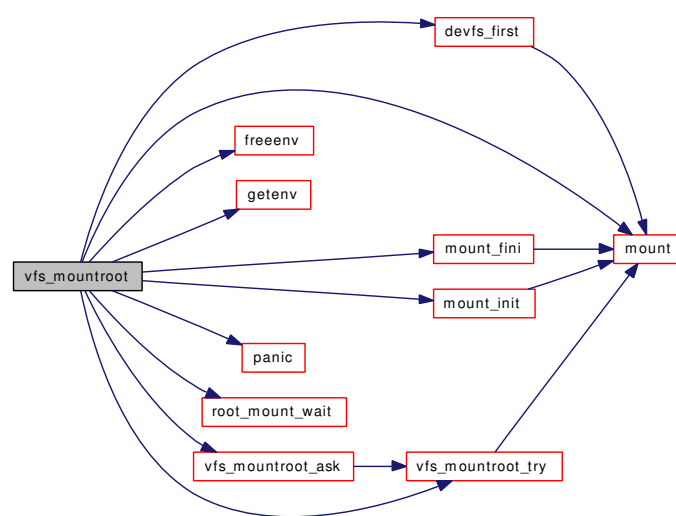 devfs_first
freeenv
getenv
mount_fini
mount
vfs_mountroot
mount_init
panic
root_mount_wait
vfs_mountroot_ask
vfs_mountroot_try